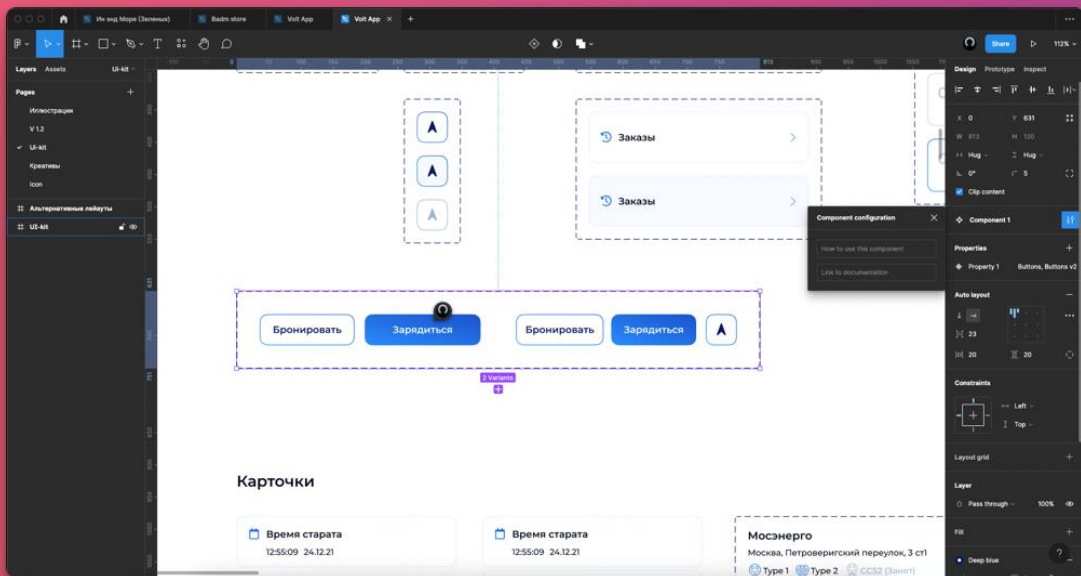 Ин энд Море (Зеленых)
Badm store
Volt App
Volt App
Share
112%
Layers Assets UI-kit
Pages
Иллюстрации
V 1.2
UI-kit
Креативы
Icon
Альтернативные лейауты
UI-kit
Заказы
Заказы
Бронировать Зарядиться Бронировать Зарядиться
2 Variants
Карточки
Время старата
12:55:09 24.12.21
Время старата
12:55:09 24.12.21
Мосэнерго
Москва, Петроверигский переулок, 3 ст1
Type 1 Type 2 CCS2 (Занят)
Component configuration
How to use this component
Link to documentation
Design Prototype Inspect
X 0 Y 631
W 813 H 120
Hug Hug
0° 5
Clip content
Component 1
Properties
Property 1 Buttons, Buttons v2
Auto layout
23
20 20
Constraints
Left
Top
Layout grid
Layer
Pass through 100%
Fill
Deep blue
?